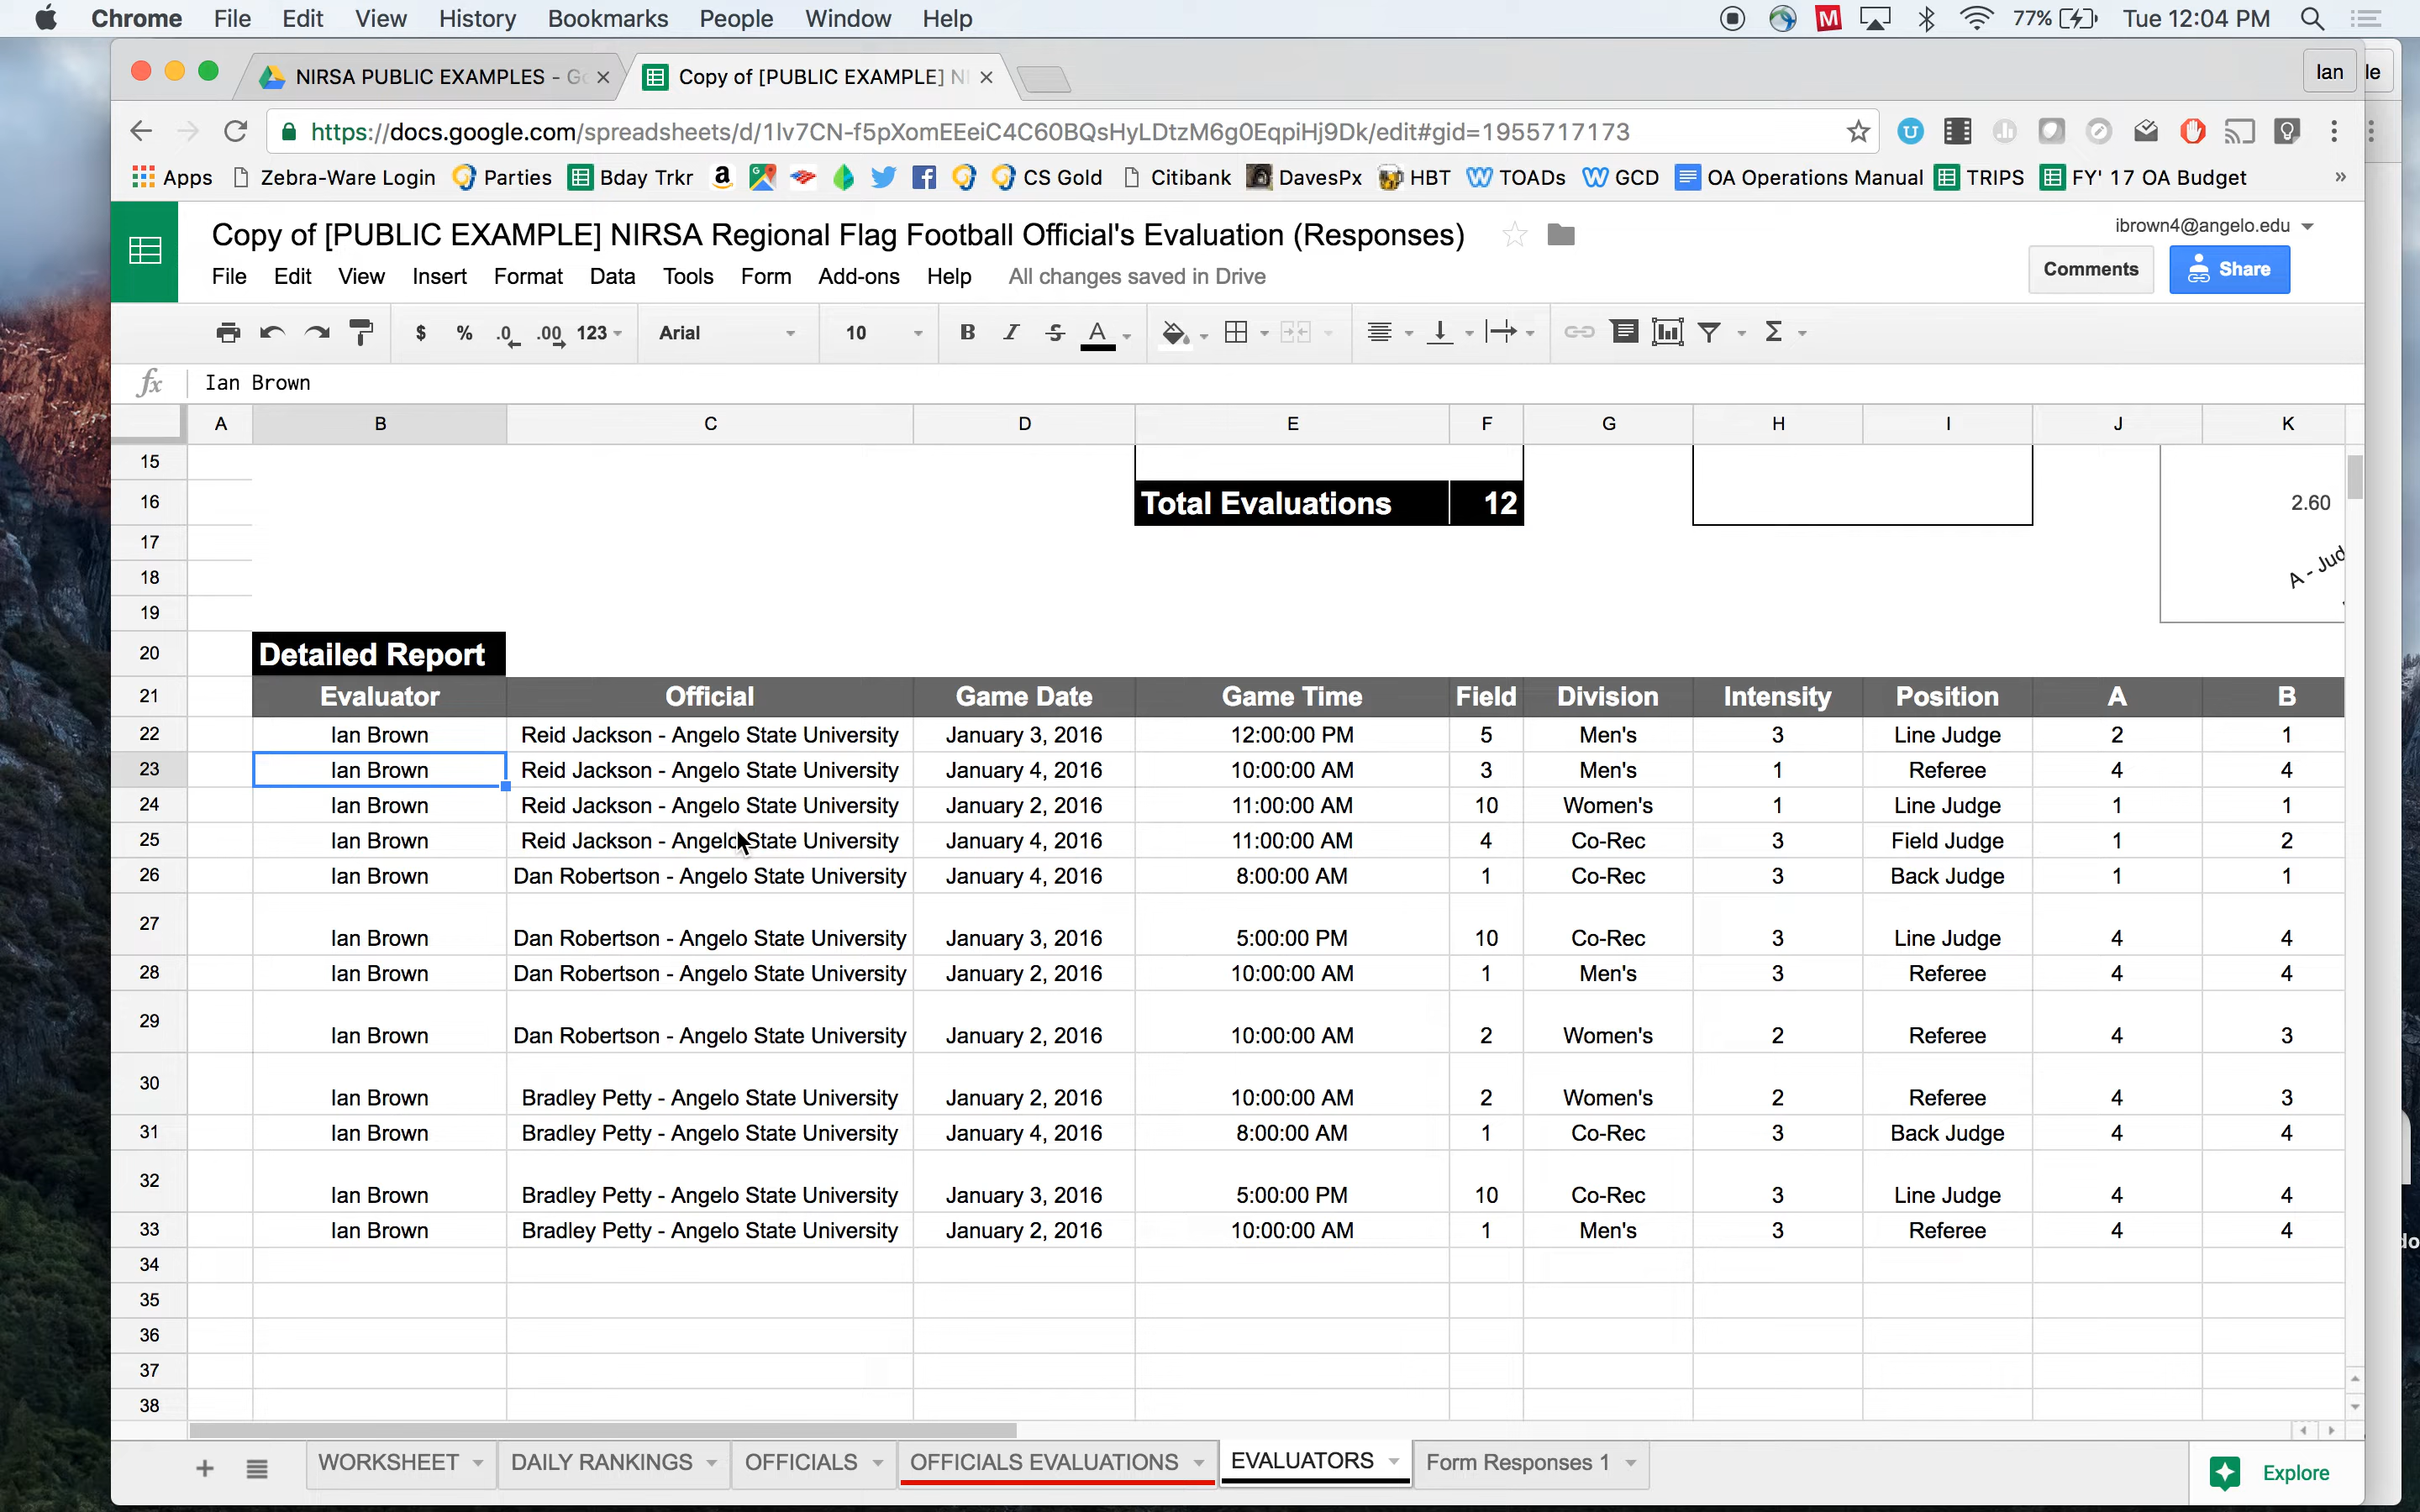 Chrome File Edit View History Bookmarks People Window Help 77% Tue 12:04 PM
NIRSA PUBLIC EXAMPLES - Go Copy of [PUBLIC EXAMPLE] NI Ian le
https://docs.google.com/spreadsheets/d/1lv7CN-f5pXomEEeiC4C60BQsHyLDtzM6g0EqpiHj9Dk/edit#gid=1955717173
Apps Zebra-Ware Login Parties Bday Trkr CS Gold Citibank DavesPx HBT TOADs GCD OA Operations Manual TRIPS FY' 17 OA Budget »
Copy of [PUBLIC EXAMPLE] NIRSA Regional Flag Football Official's Evaluation (Responses)
ibrown4@angelo.edu
File Edit View Insert Format Data Tools Form Add-ons Help All changes saved in Drive
Comments Share
$ % .0 .00 123 Arial 10 B I S A Σ
fx Ian Brown
A B C D E F G H I J K
15
16 Total Evaluations 12 2.60
17
18 A - Jud
19
20 Detailed Report
21 Evaluator Official Game Date Game Time Field Division Intensity Position A B
22 Ian Brown Reid Jackson - Angelo State University January 3, 2016 12:00:00 PM 5 Men's 3 Line Judge 2 1
23 Ian Brown Reid Jackson - Angelo State University January 4, 2016 10:00:00 AM 3 Men's 1 Referee 4 4
24 Ian Brown Reid Jackson - Angelo State University January 2, 2016 11:00:00 AM 10 Women's 1 Line Judge 1 1
25 Ian Brown Reid Jackson - Angelo State University January 4, 2016 11:00:00 AM 4 Co-Rec 3 Field Judge 1 2
26 Ian Brown Dan Robertson - Angelo State University January 4, 2016 8:00:00 AM 1 Co-Rec 3 Back Judge 1 1
27 Ian Brown Dan Robertson - Angelo State University January 3, 2016 5:00:00 PM 10 Co-Rec 3 Line Judge 4 4
28 Ian Brown Dan Robertson - Angelo State University January 2, 2016 10:00:00 AM 1 Men's 3 Referee 4 4
29 Ian Brown Dan Robertson - Angelo State University January 2, 2016 10:00:00 AM 2 Women's 2 Referee 4 3
30 Ian Brown Bradley Petty - Angelo State University January 2, 2016 10:00:00 AM 2 Women's 2 Referee 4 3
31 Ian Brown Bradley Petty - Angelo State University January 4, 2016 8:00:00 AM 1 Co-Rec 3 Back Judge 4 4
32 Ian Brown Bradley Petty - Angelo State University January 3, 2016 5:00:00 PM 10 Co-Rec 3 Line Judge 4 4
33 Ian Brown Bradley Petty - Angelo State University January 2, 2016 10:00:00 AM 1 Men's 3 Referee 4 4
34
35
36
37
38
WORKSHEET DAILY RANKINGS OFFICIALS OFFICIALS EVALUATIONS EVALUATORS Form Responses 1 Explore